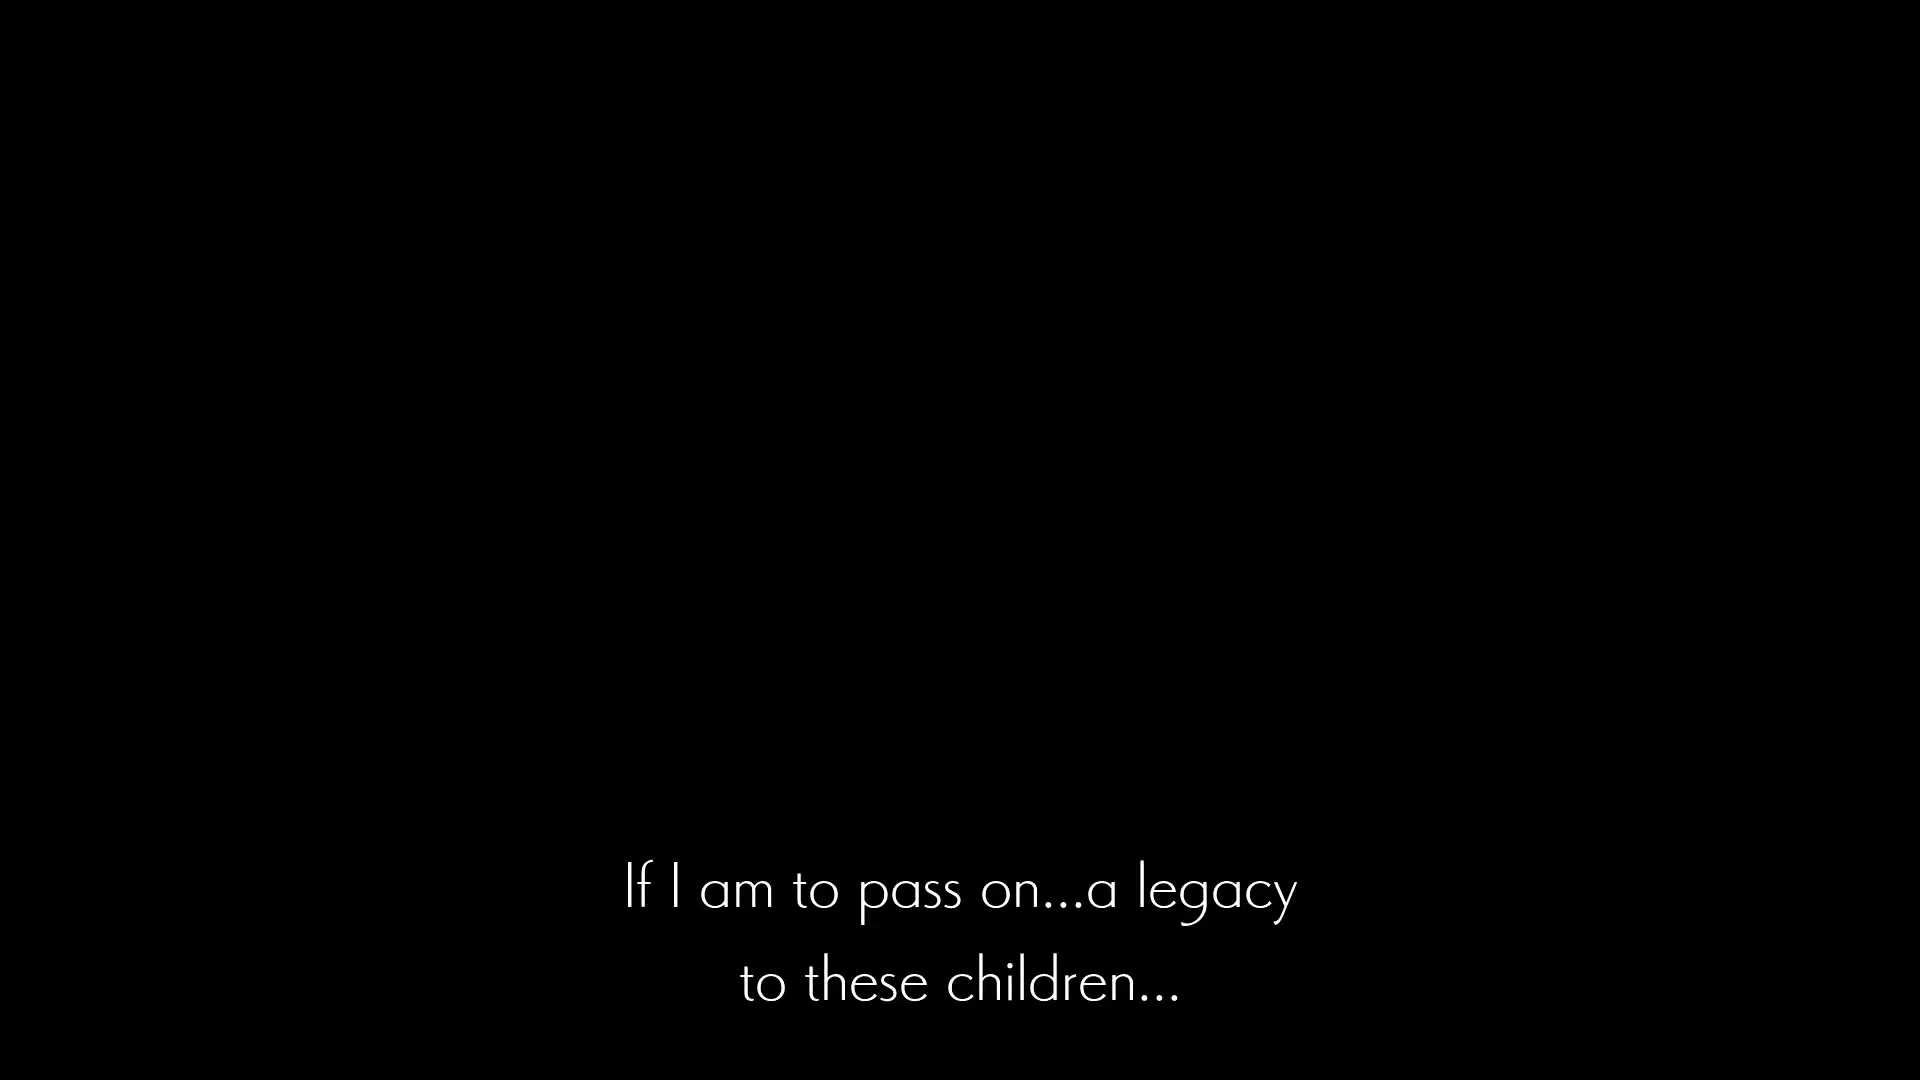 If I am to pass on...a legacy
to these children...